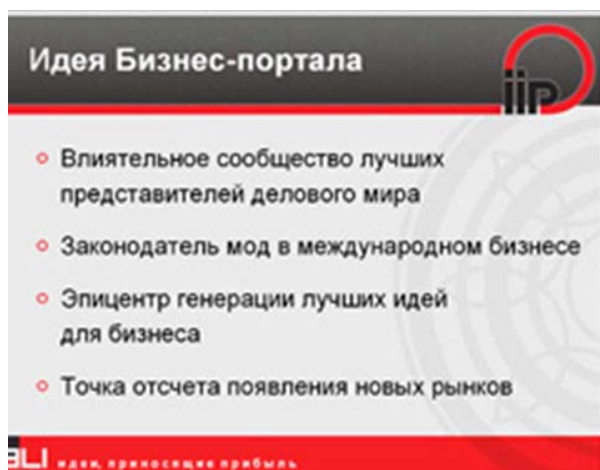 Идея Бизнес-портала
iip
Влиятельное сообщество лучших
представителей делового мира
Законодатель мод в международном бизнесе
Эпицентр генерации лучших идей
для бизнеса
Точка отсчета появления новых рынков
BLI идеи, приносящие прибыль